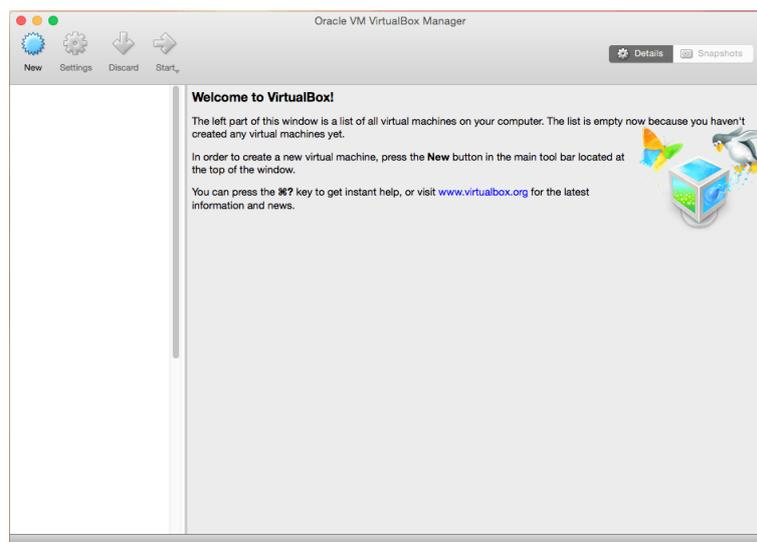 Oracle VM VirtualBox Manager
New Settings Discard Start
Details Snapshots
Welcome to VirtualBox!
The left part of this window is a list of all virtual machines on your computer. The list is empty now because you haven't
created any virtual machines yet.
In order to create a new virtual machine, press the New button in the main tool bar located at
the top of the window.
You can press the ⌘? key to get instant help, or visit www.virtualbox.org for the latest
information and news.